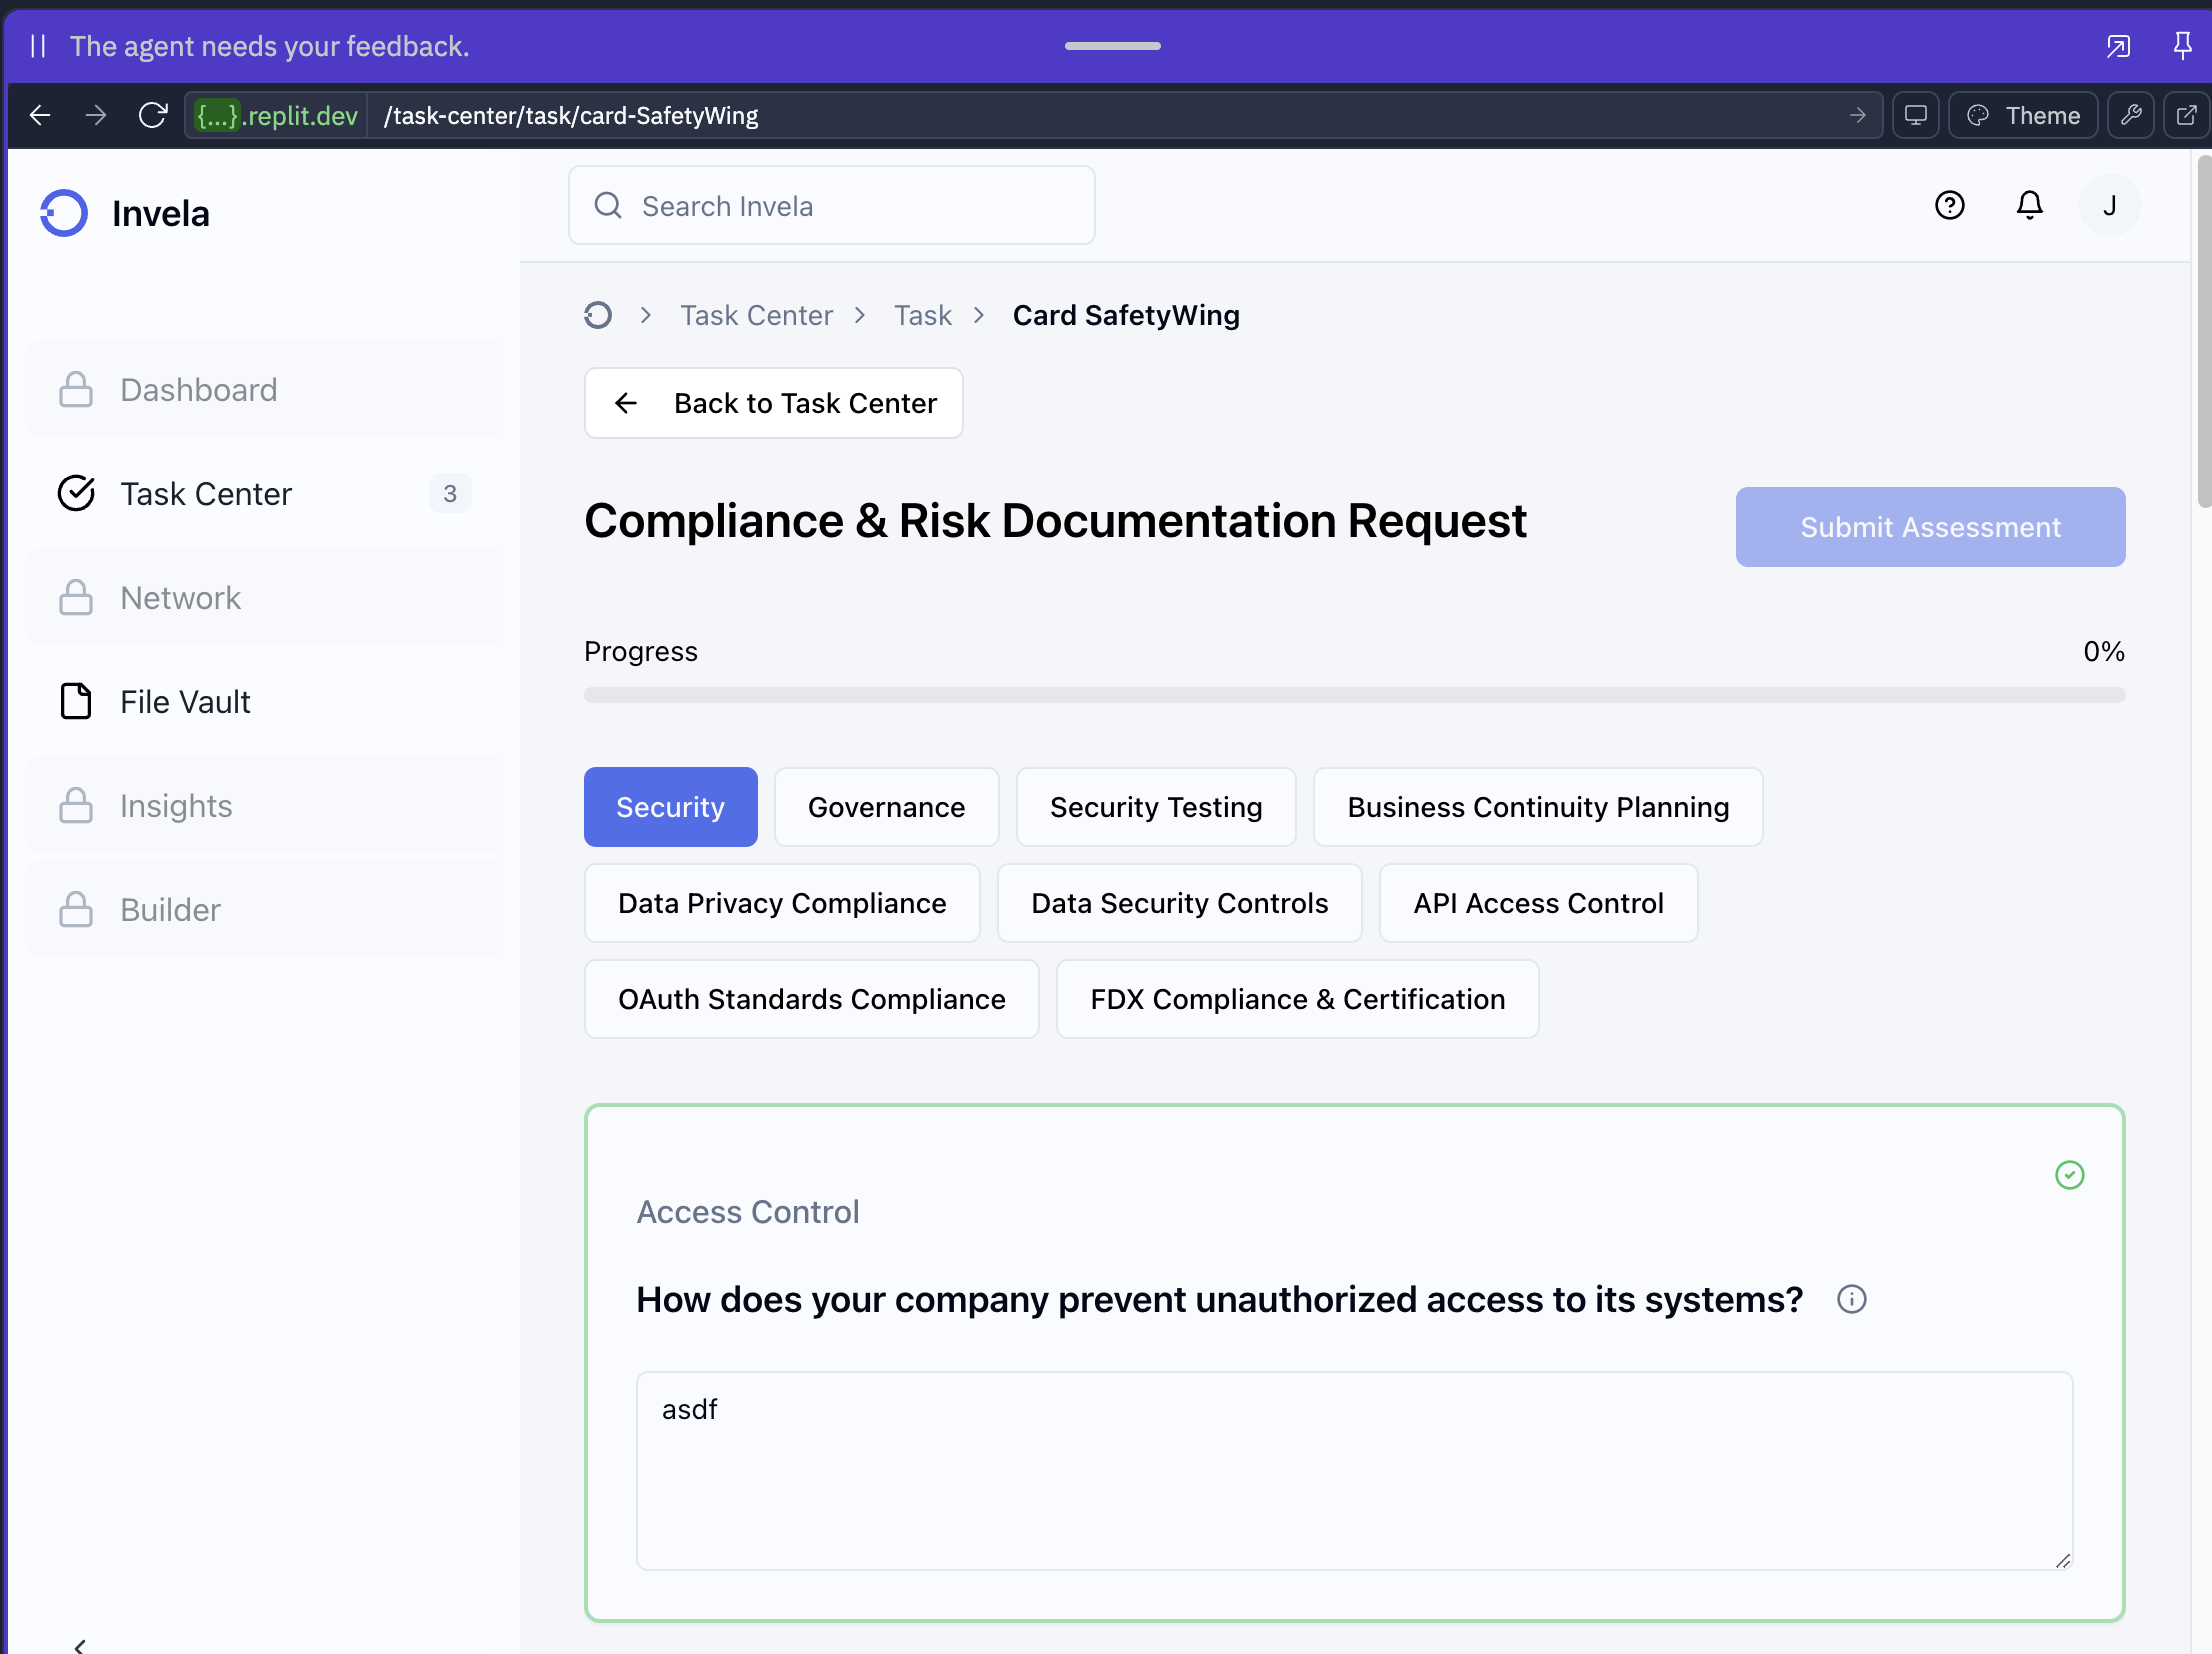 The agent needs your feedback.
{...}.replit.dev /task-center/task/card-SafetyWing
Theme
Invela
Search Invela
J
Dashboard
Task Center 3
Network
File Vault
Insights
Builder
Task Center > Task > Card SafetyWing
Back to Task Center
Compliance & Risk Documentation Request
Submit Assessment
Progress 0%
Security Governance Security Testing Business Continuity Planning
Data Privacy Compliance Data Security Controls API Access Control
OAuth Standards Compliance FDX Compliance & Certification
Access Control
How does your company prevent unauthorized access to its systems?
asdf